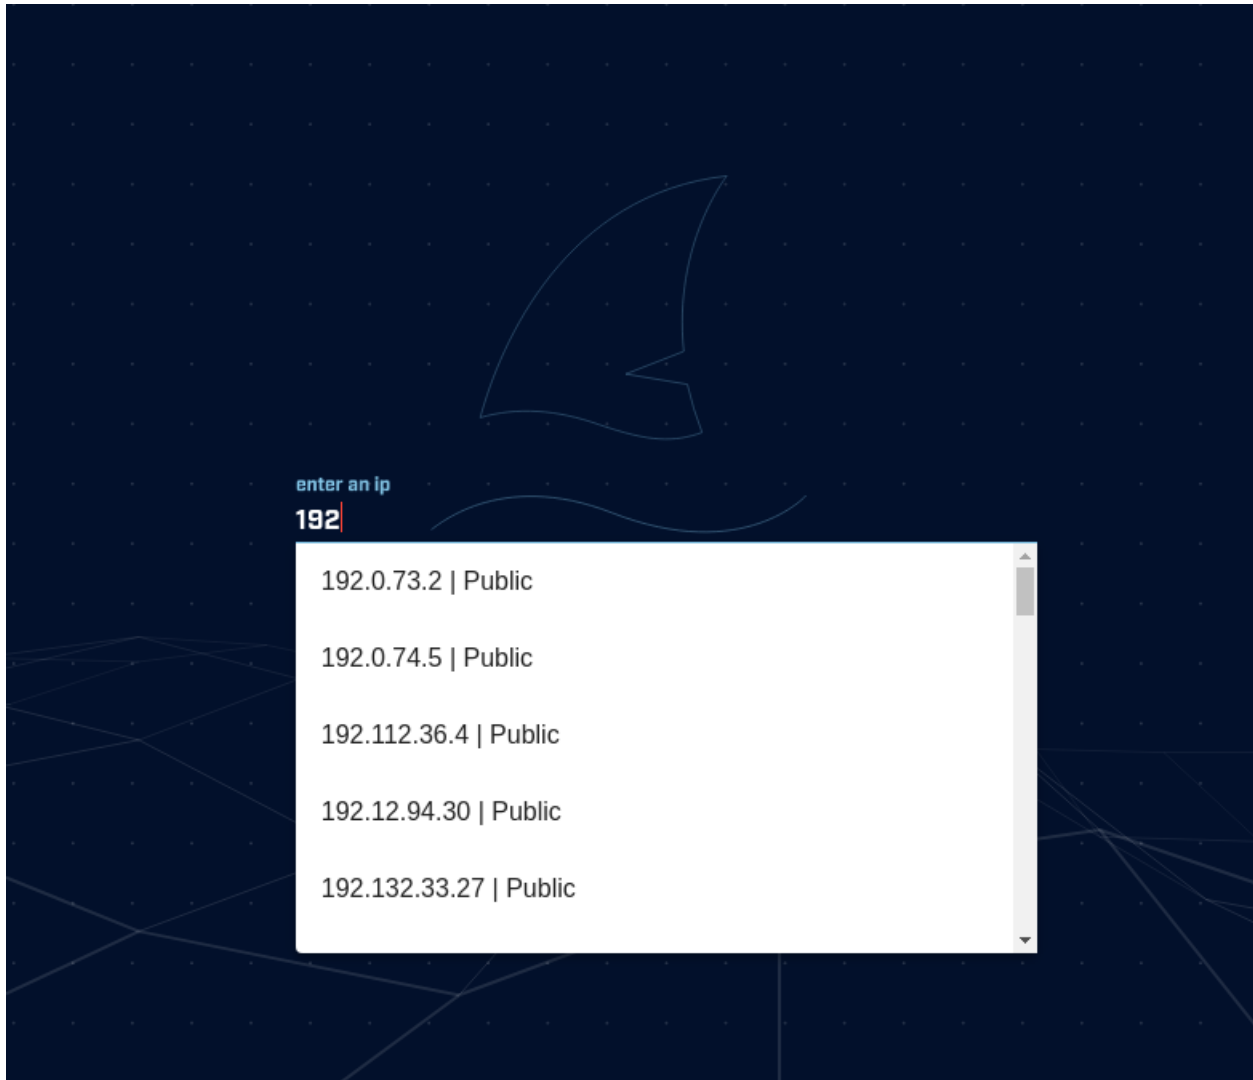 enter an ip
192
192.0.73.2 | Public
192.0.74.5 | Public
192.112.36.4 | Public
192.12.94.30 | Public
192.132.33.27 | Public